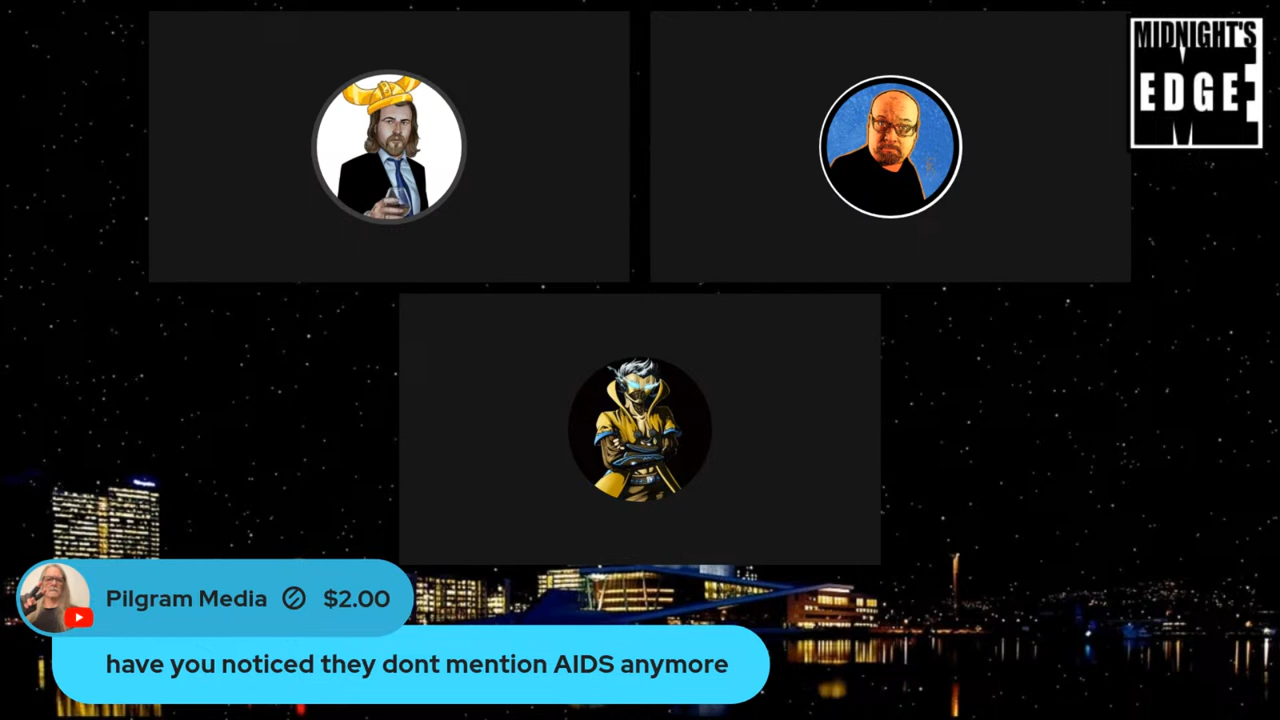 MIDNIGHT'S
EDGE
Pilgram Media $2.00
have you noticed they dont mention AIDS anymore